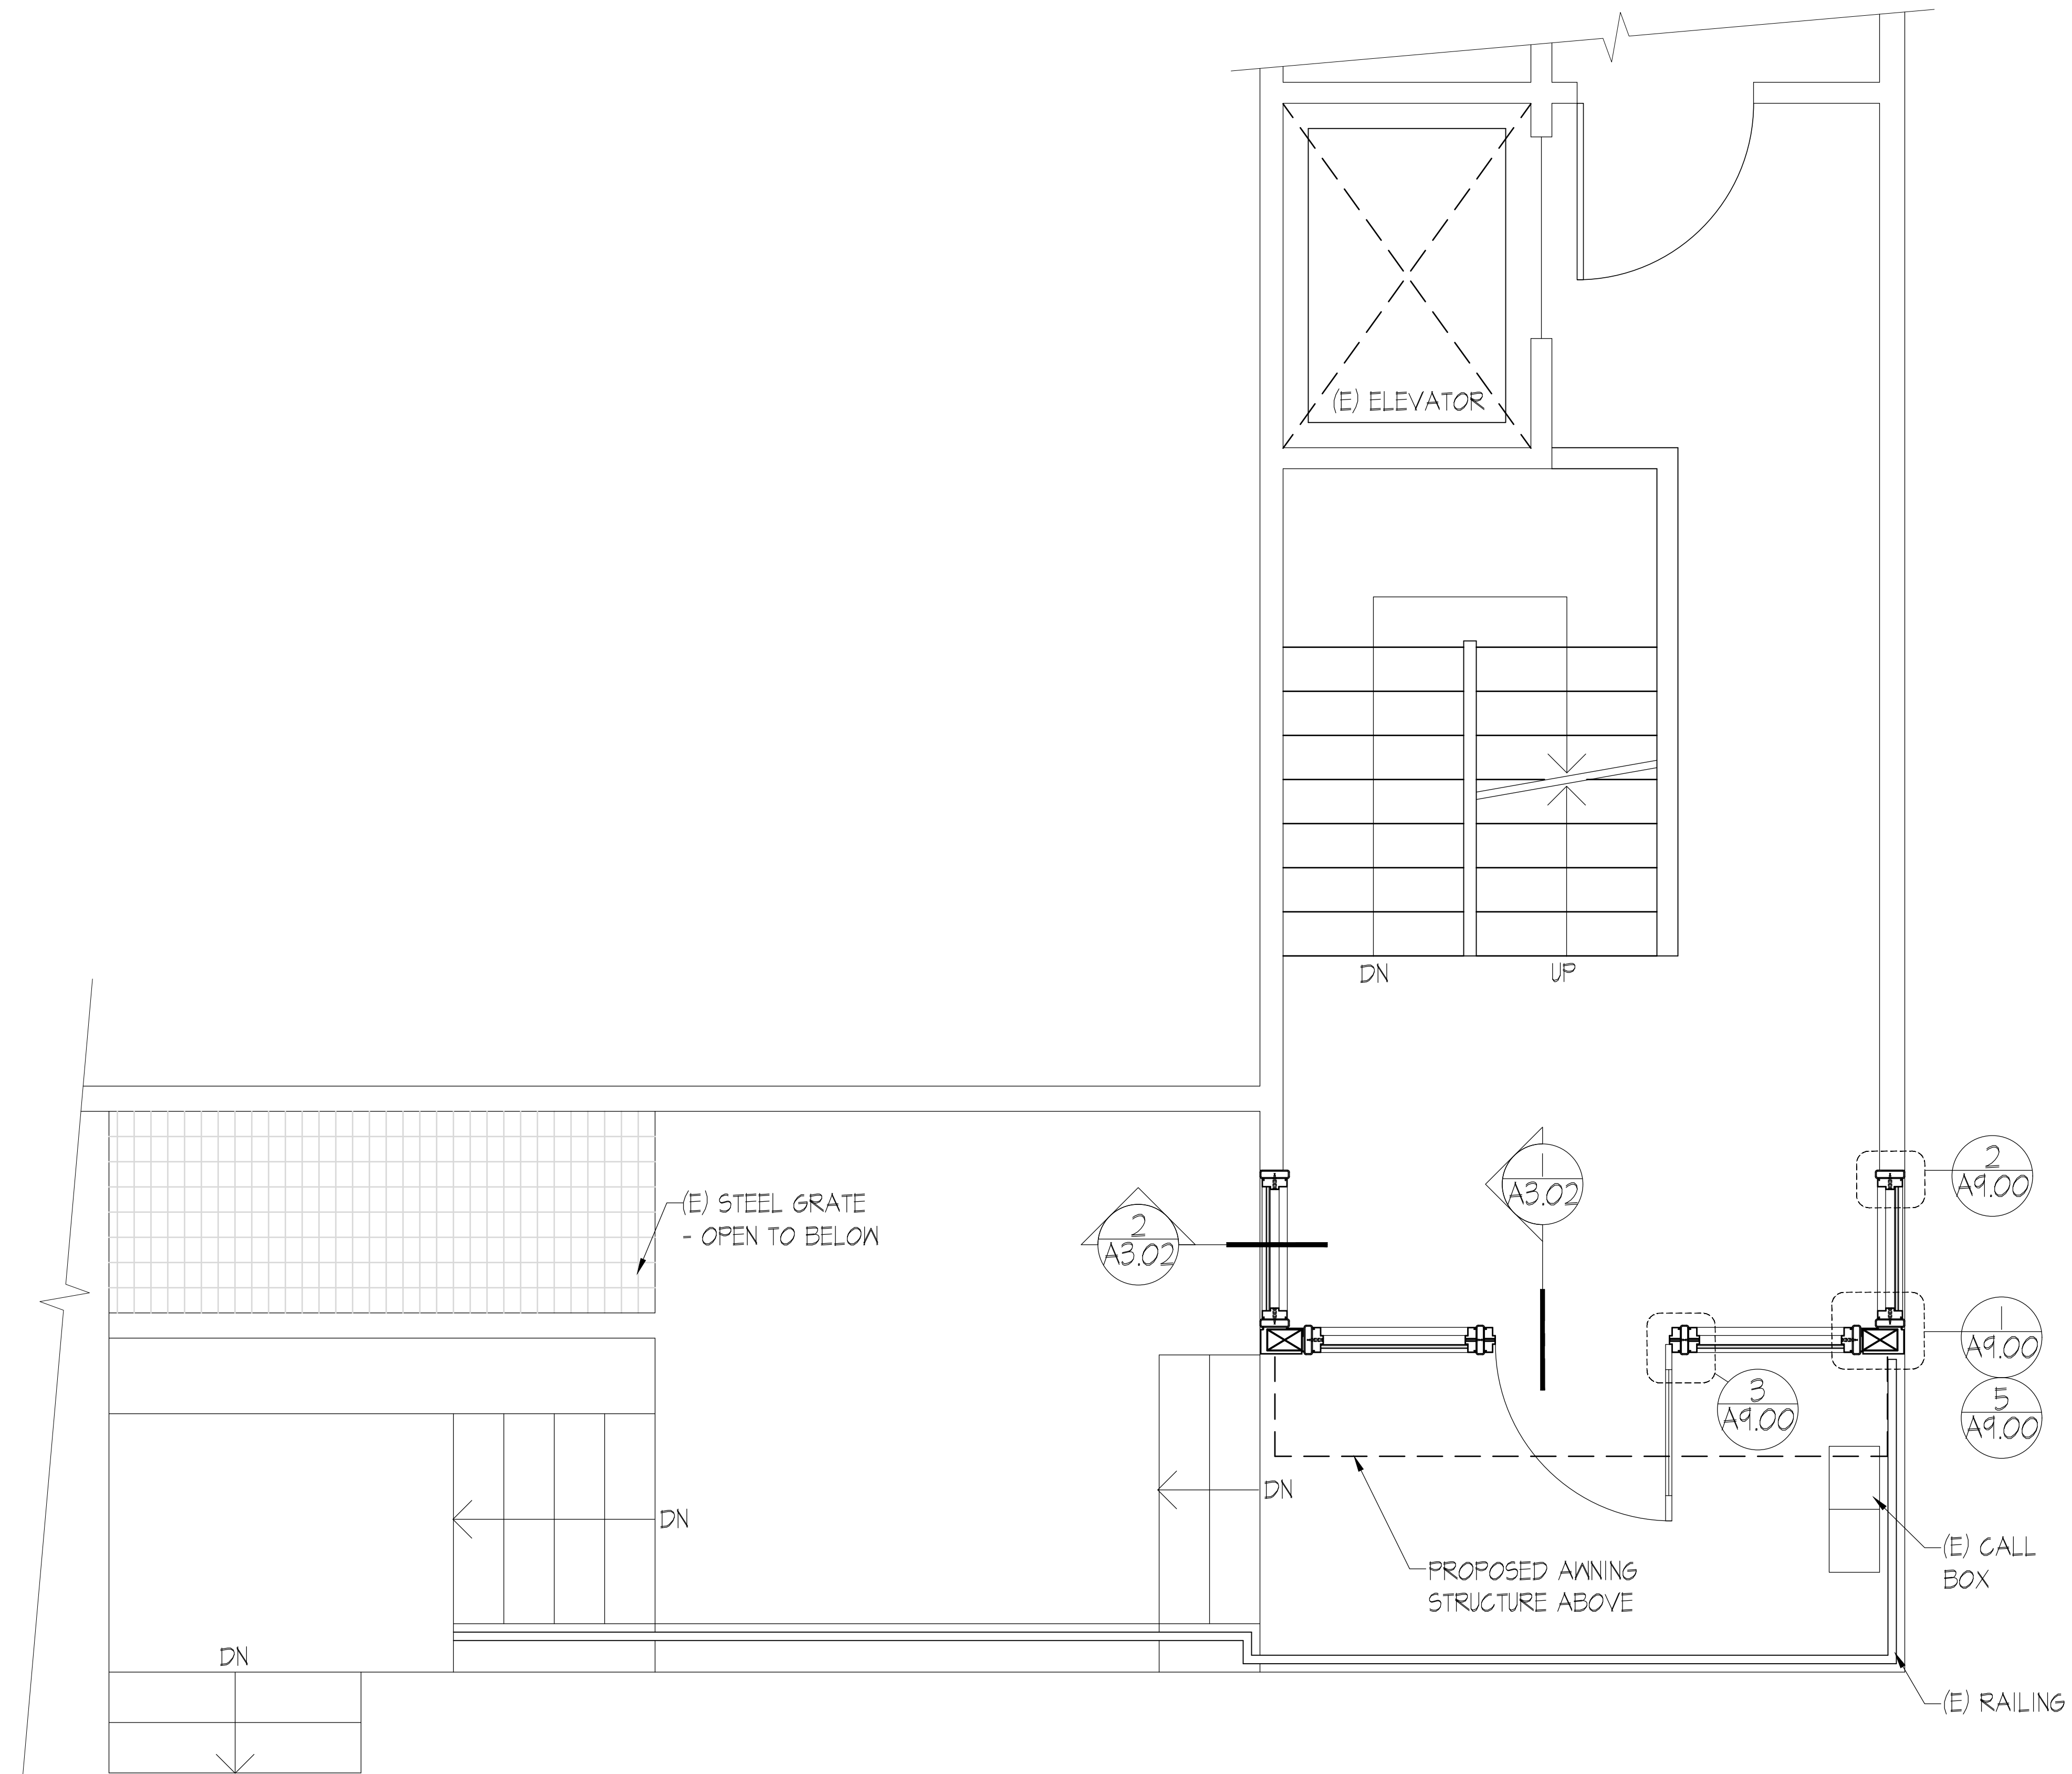 (E) ELEVATOR
DN
UP
2
A9.00
1
A3.02
(E) STEEL GRATE
- OPEN TO BELOW
2
A3.02
1
A9.00
3
A9.00
5
A9.00
DN
DN
(E) CALL
BOX
PROPOSED AWNING
STRUCTURE ABOVE
DN
(E) RAILING